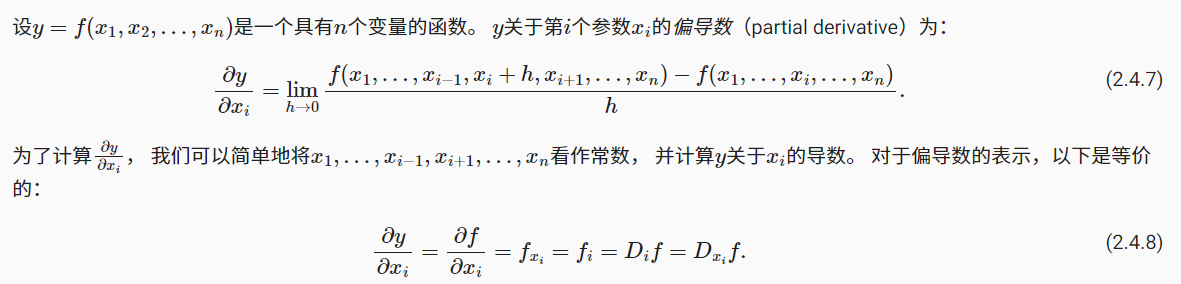 设$y = f(x_1, x_2, \ldots, x_n)$是一个具有$n$个变量的函数。 $y$关于第$i$个参数$x_i$的偏导数（partial derivative）为：
$$\frac{\partial y}{\partial x_i} = \lim_{h \to 0} \frac{f(x_1, \ldots, x_{i-1}, x_i + h, x_{i+1}, \ldots, x_n) - f(x_1, \ldots, x_i, \ldots, x_n)}{h}.$$ (2.4.7)
为了计算$\frac{\partial y}{\partial x_i}$， 我们可以简单地将$x_1, \ldots, x_{i-1}, x_{i+1}, \ldots, x_n$看作常数， 并计算$y$关于$x_i$的导数。 对于偏导数的表示，以下是等价
的：
$$\frac{\partial y}{\partial x_i} = \frac{\partial f}{\partial x_i} = f_{x_i} = f_i = D_i f = D_{x_i} f.$$ (2.4.8)